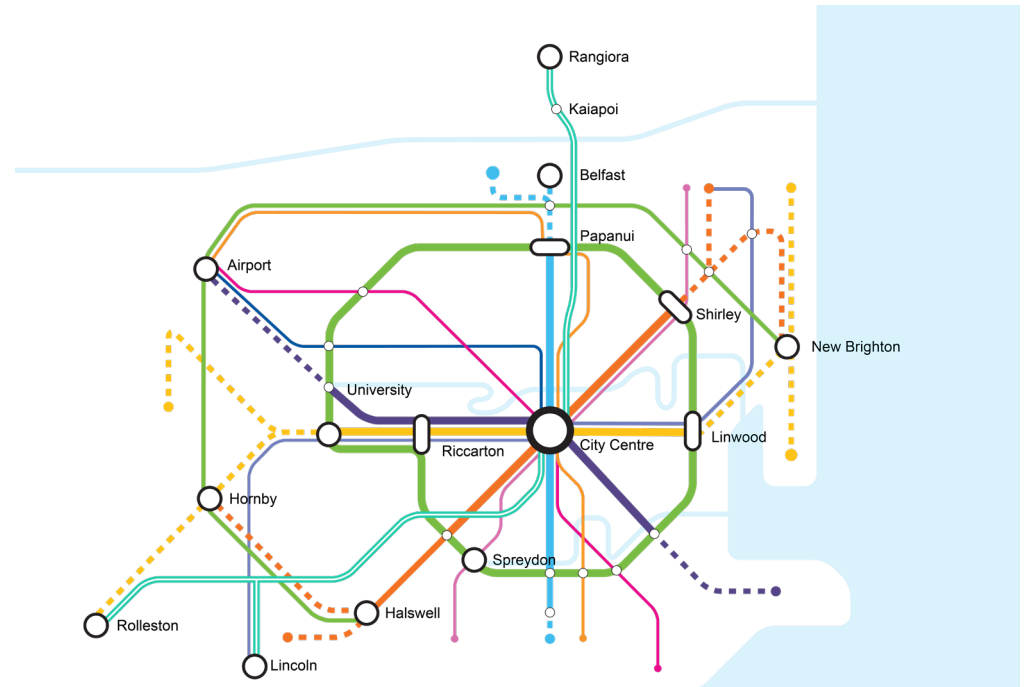 Rangiora
Kaiapoi
Belfast
Papanui
Airport
Shirley
New Brighton
University
Linwood
City Centre
Riccarton
Hornby
Spreydon
Halswell
Rolleston
Lincoln